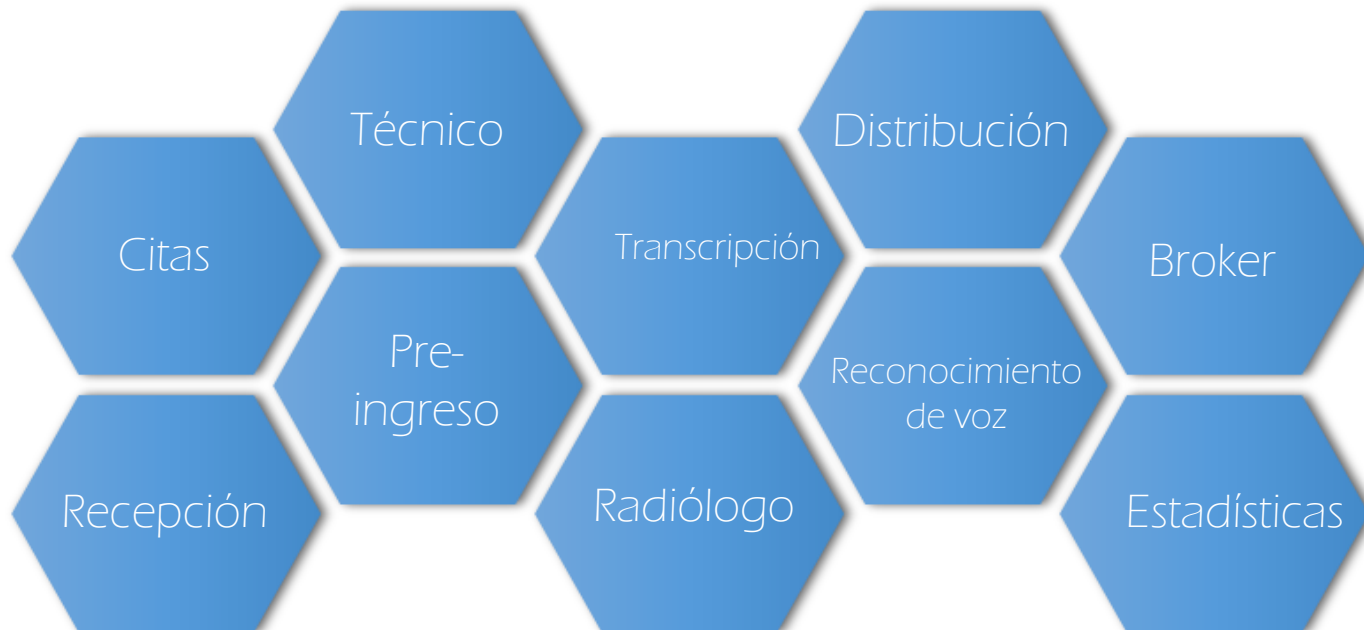 Técnico
Distribución
Citas
Transcripción
Broker
Pre-
ingreso
Reconocimiento
de voz
Recepción
Radiólogo
Estadísticas